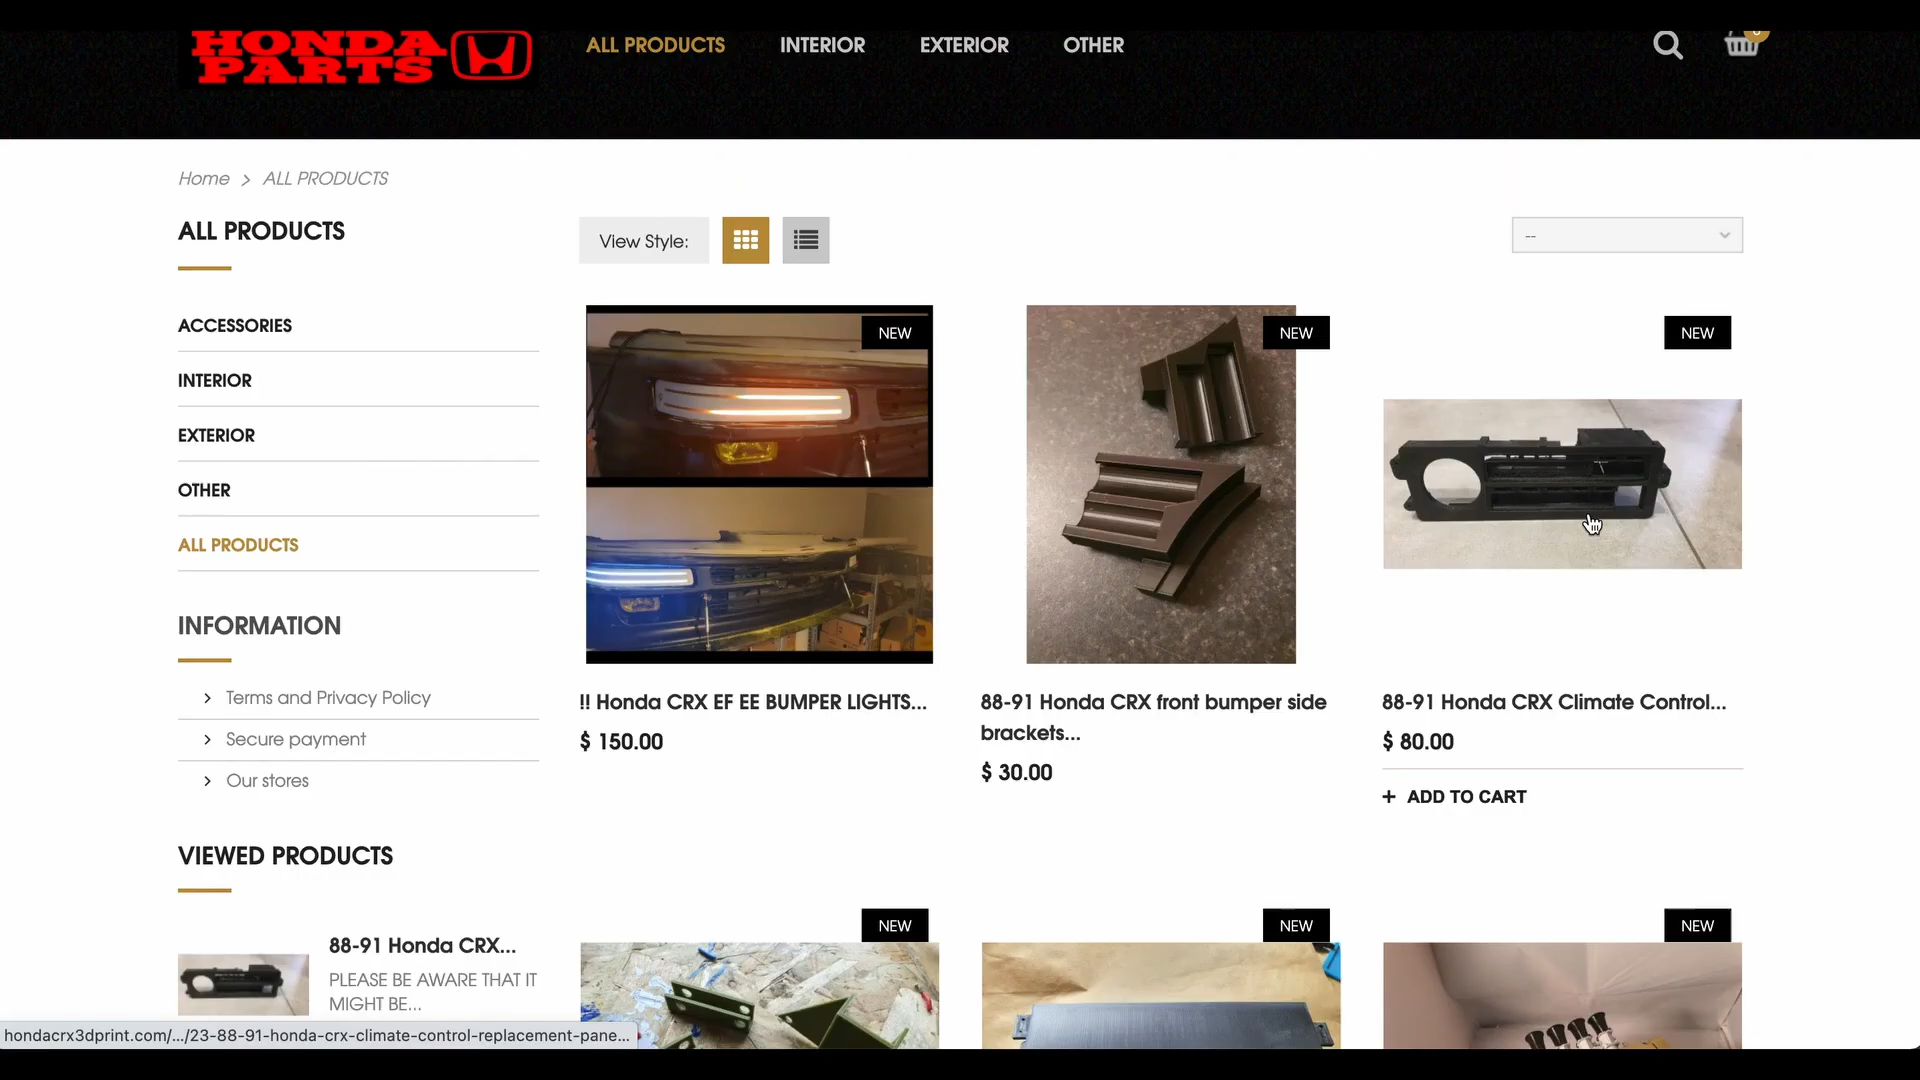 HONDA
PARTS
ALL PRODUCTS
INTERIOR
EXTERIOR
OTHER
Home > ALL PRODUCTS
ALL PRODUCTS
ACCESSORIES
INTERIOR
EXTERIOR
OTHER
ALL PRODUCTS
INFORMATION
> Terms and Privacy Policy
> Secure payment
> Our stores
VIEWED PRODUCTS
88-91 Honda CRX...
PLEASE BE AWARE THAT IT
MIGHT BE...
View Style:
--
NEW
!! Honda CRX EF EE BUMPER LIGHTS...
$ 150.00
NEW
88-91 Honda CRX front bumper side
brackets...
$ 30.00
NEW
88-91 Honda CRX Climate Control...
$ 80.00
+ ADD TO CART
NEW
NEW
NEW
hondacrx3dprint.com/.../23-88-91-honda-crx-climate-control-replacement-pane...